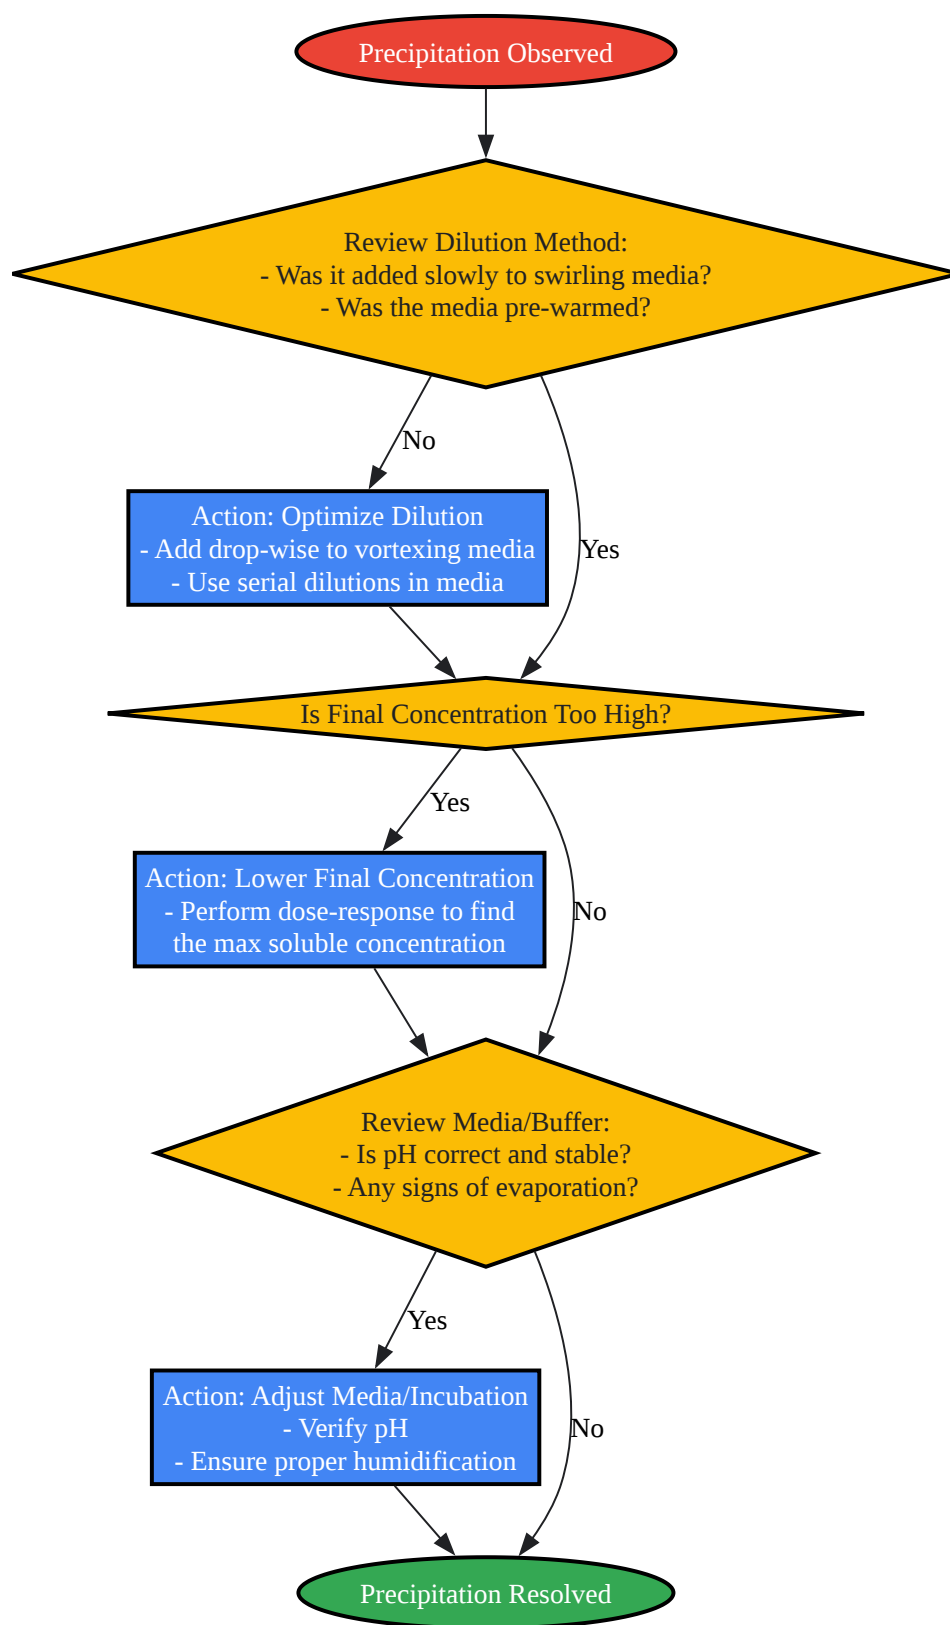 Precipitation Observed
Review Dilution Method:
- Was it added slowly to swirling media?
- Was the media pre-warmed?
No
Action: Optimize Dilution
- Add drop-wise to vortexing media
- Use serial dilutions in media
Yes
Is Final Concentration Too High?
Yes
Action: Lower Final Concentration
- Perform dose-response to find
the max soluble concentration
No
Review Media/Buffer:
- Is pH correct and stable?
- Any signs of evaporation?
Yes
Action: Adjust Media/Incubation
- Verify pH
- Ensure proper humidification
No
Precipitation Resolved